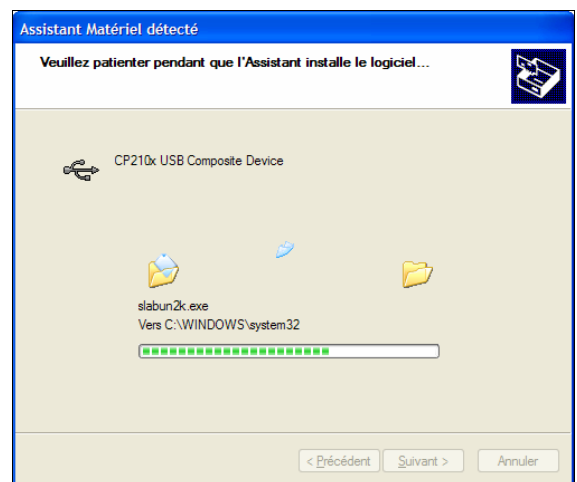 Assistant Matériel détecté
Veuillez patienter pendant que l'Assistant installe le logiciel...
CP210x USB Composite Device
slabun2k.exe
Vers C:\WINDOWS\system32
< Précédent
Suivant >
Annuler